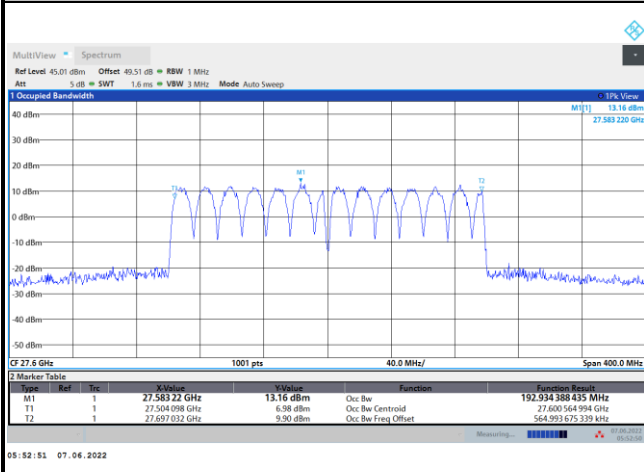 MultiView Spectrum
Ref Level 45.01 dBm Offset 49.51 dB RBW 1 MHz
Att 5 dB SWT 1.6 ms VBW 3 MHz Mode Auto Sweep
1 Occupied Bandwidth 1Pk View
M1[1] 13.16 dBm
27.583 220 GHz
40 dBm
30 dBm
20 dBm
M1
T1 T2
10 dBm
0 dBm
-10 dBm
-20 dBm
-30 dBm
-40 dBm
-50 dBm
CF 27.6 GHz 1001 pts 40.0 MHz/ Span 400.0 MHz
2 Marker Table
Type Ref Trc X-Value Y-Value Function Function Result
M1 1 27.583 22 GHz 13.16 dBm Occ Bw 192.934 388 435 MHz
T1 1 27.504 098 GHz 6.98 dBm Occ Bw Centroid 27.600 564 994 GHz
T2 1 27.697 032 GHz 9.90 dBm Occ Bw Freq Offset 564.993 675 339 kHz
Measuring... 07.06.2022
05:52:50
05:52:51 07.06.2022